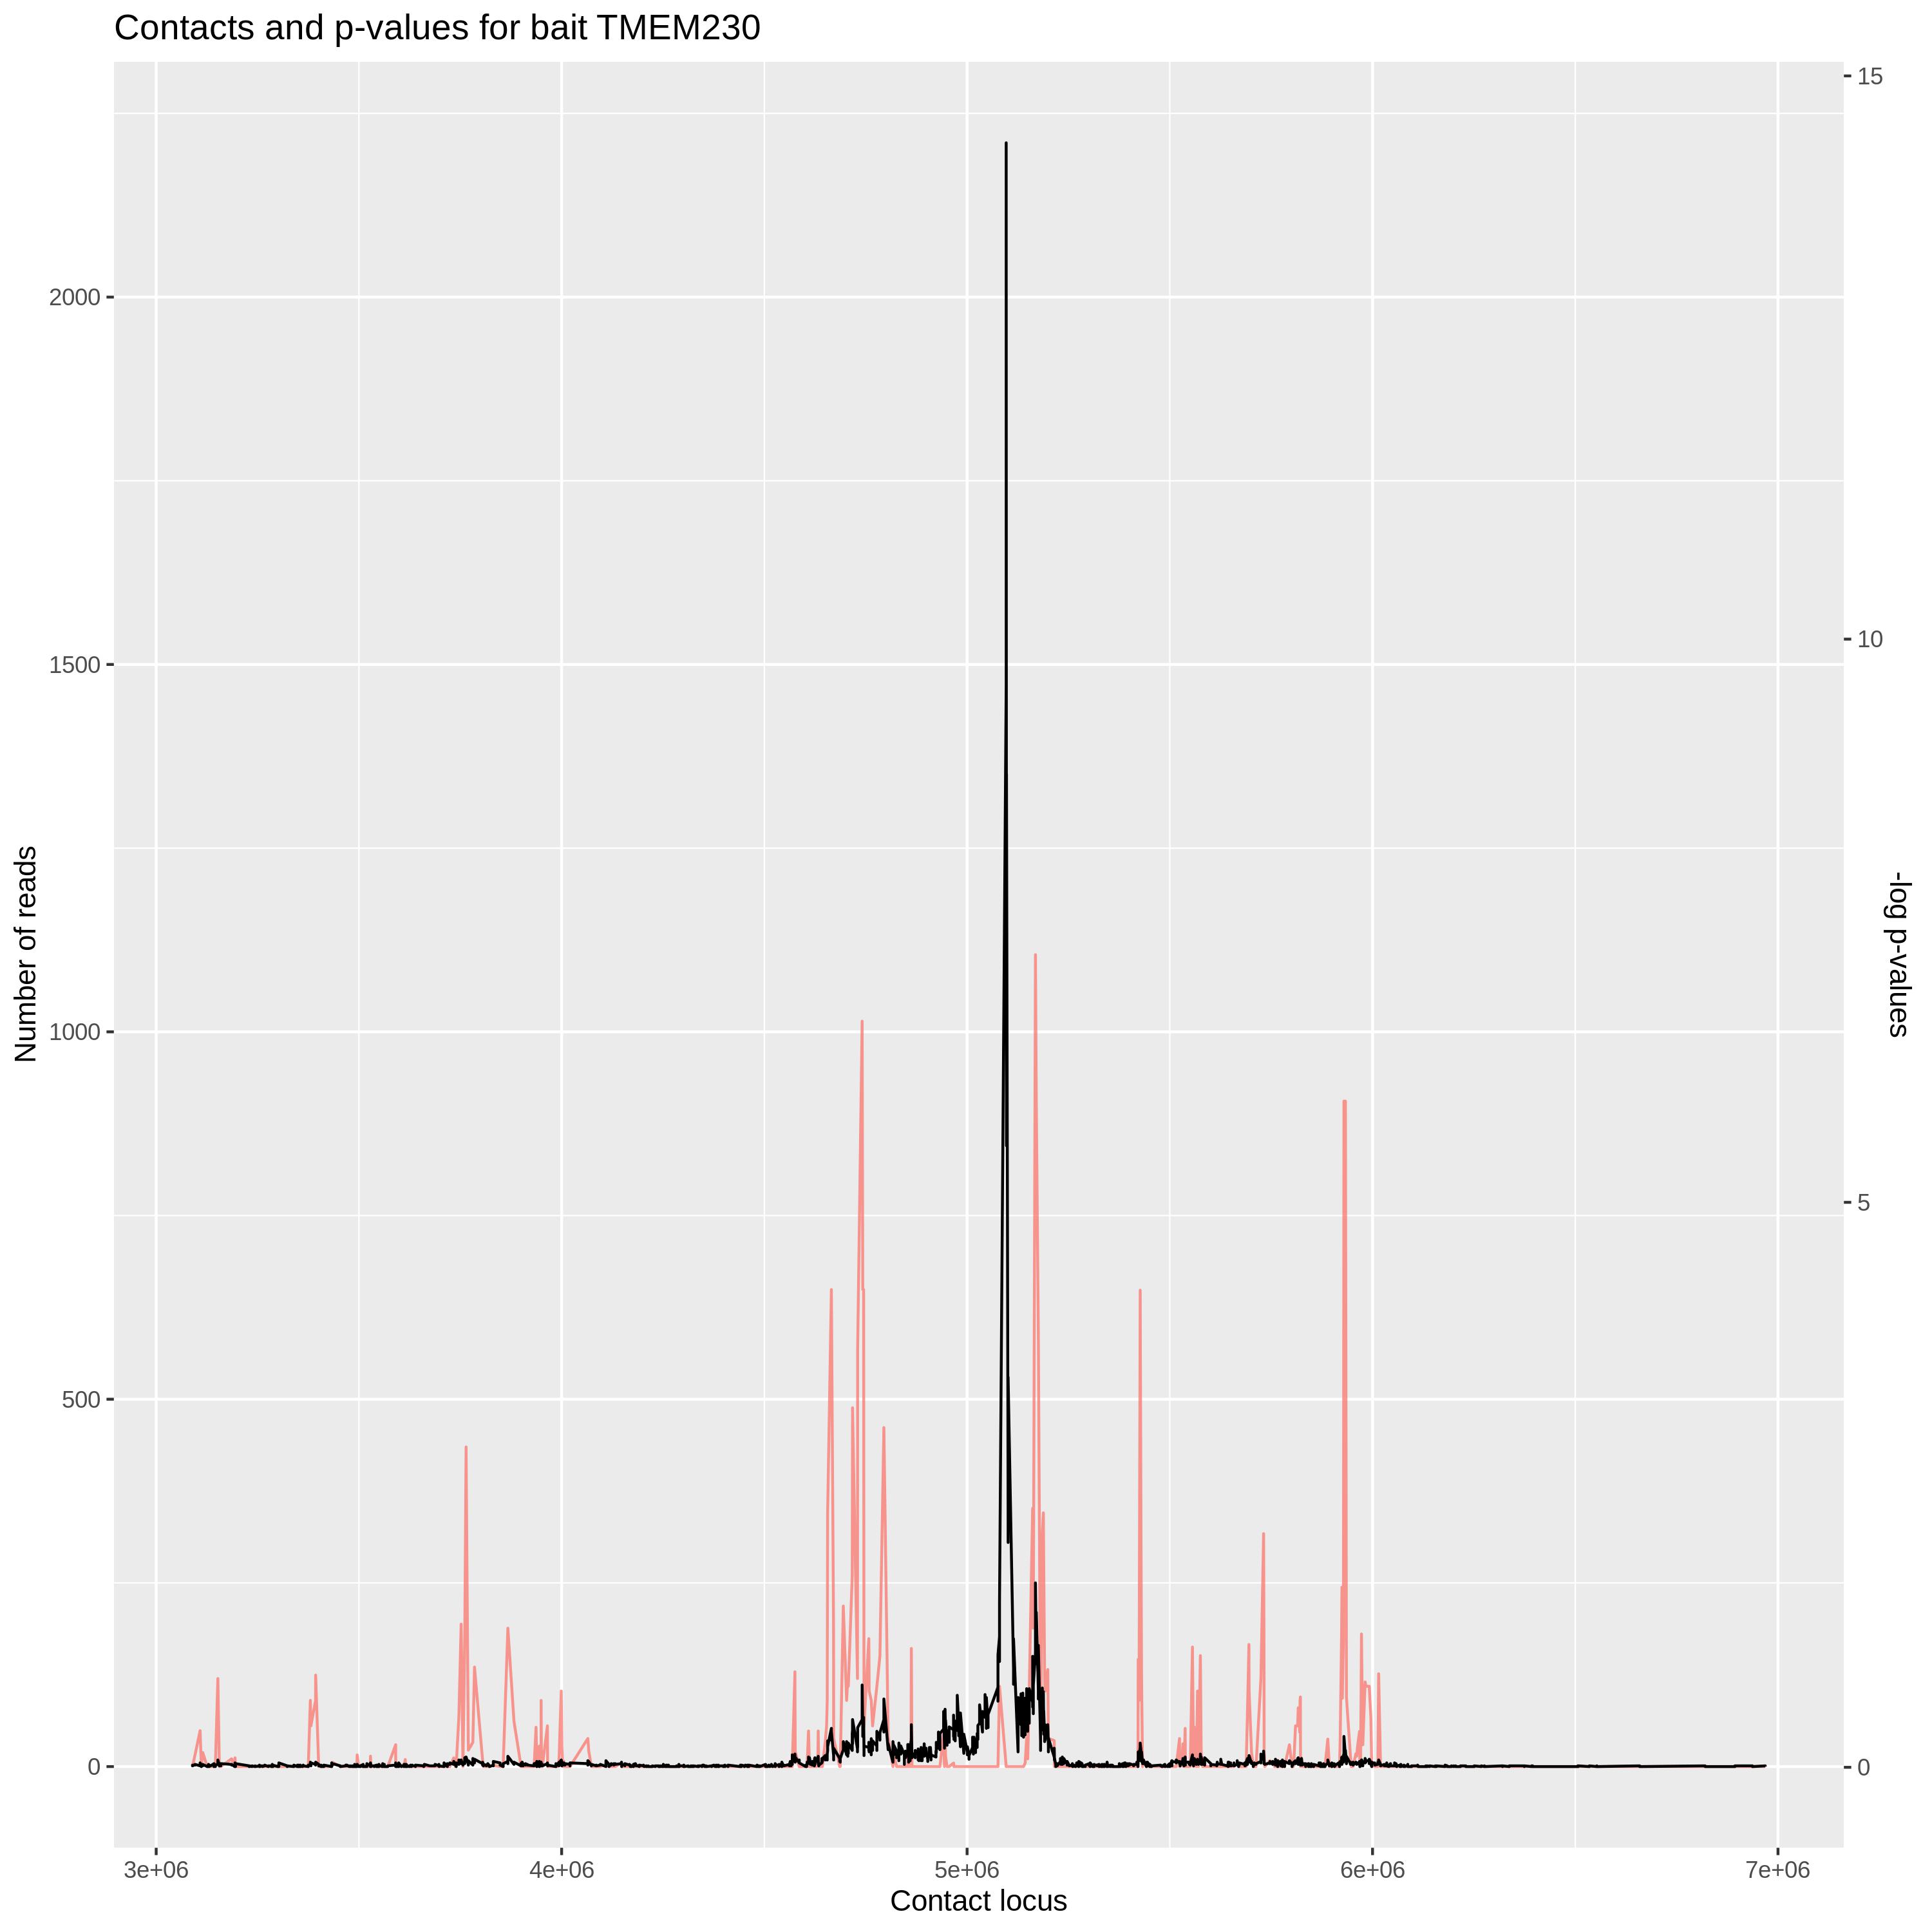 Contacts and p-values for bait TMEM230
15
2000
1500
10
Number of reads
-log p-values
1000
5
500
0
0
3e+06
4e+06
5e+06
6e+06
7e+06
Contact locus